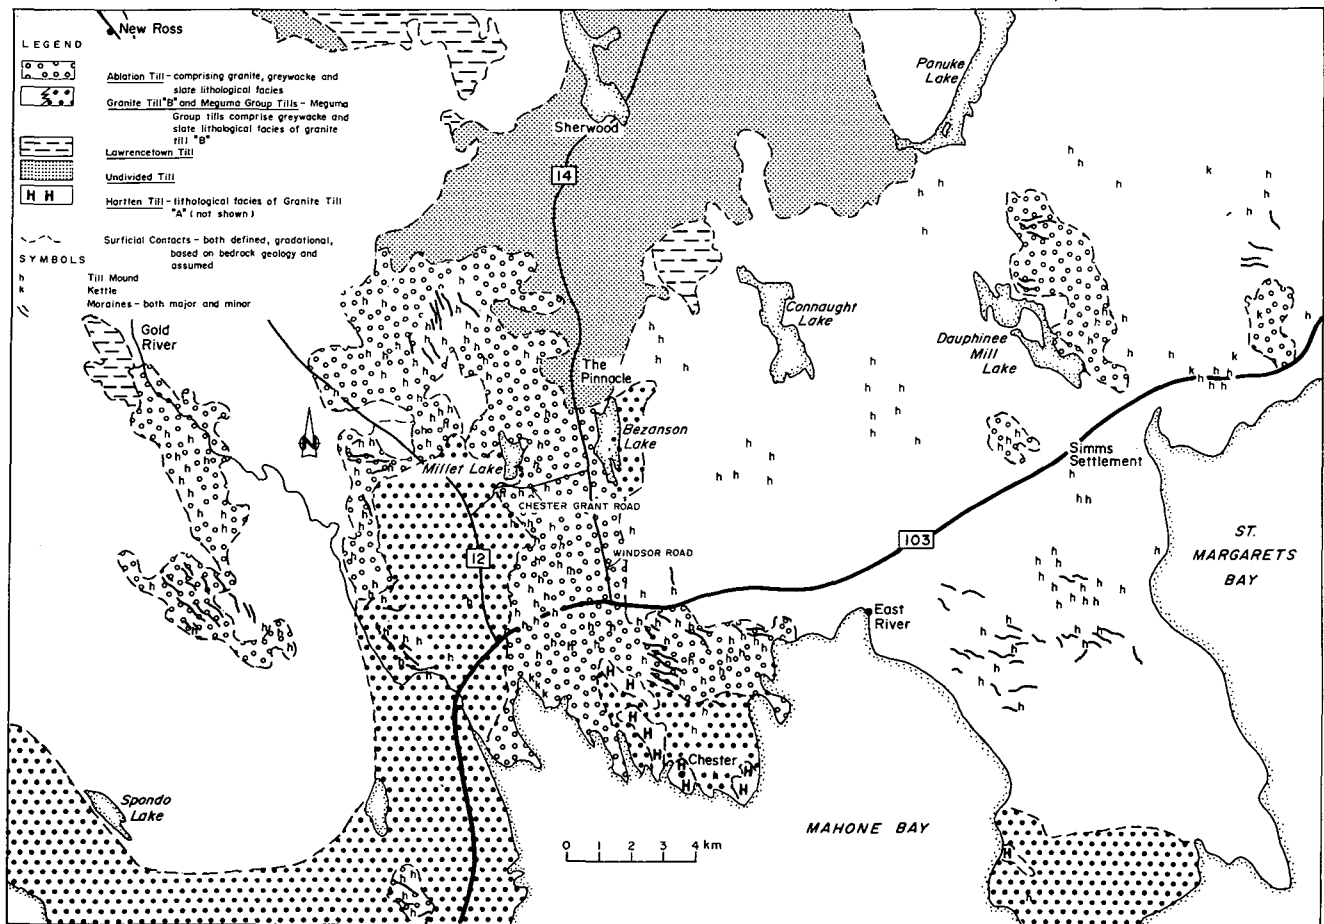 New Ross
LEGEND
Ablation Till - comprising granite, greywacke and
slate lithological facies
Granite Till "B" and Meguma Group Tills - Meguma
Group tills comprise greywacke and
slate lithological facies of granite
till "B"
Lawrencetown Till
Undivided Till
H H
Hartlen Till - lithological facies of Granite Till
"A" (not shown)
Surficial Contacts - both defined, gradational,
based on bedrock geology and
assumed
SYMBOLS
h Till Mound
k Kettle
Moraines - both major and minor
Panuke
Lake
Sherwood
14
Gold
River
Connaught
Lake
Dauphinee
Mill
Lake
The
Pinnacle
N
Bezanson
Lake
Millet Lake
Simms
Settlement
CHESTER GRANT ROAD
12
WINDSOR ROAD
103
ST.
MARGARETS
BAY
East
River
Chester
Spondo
Lake
MAHONE BAY
0 1 2 3 4 km